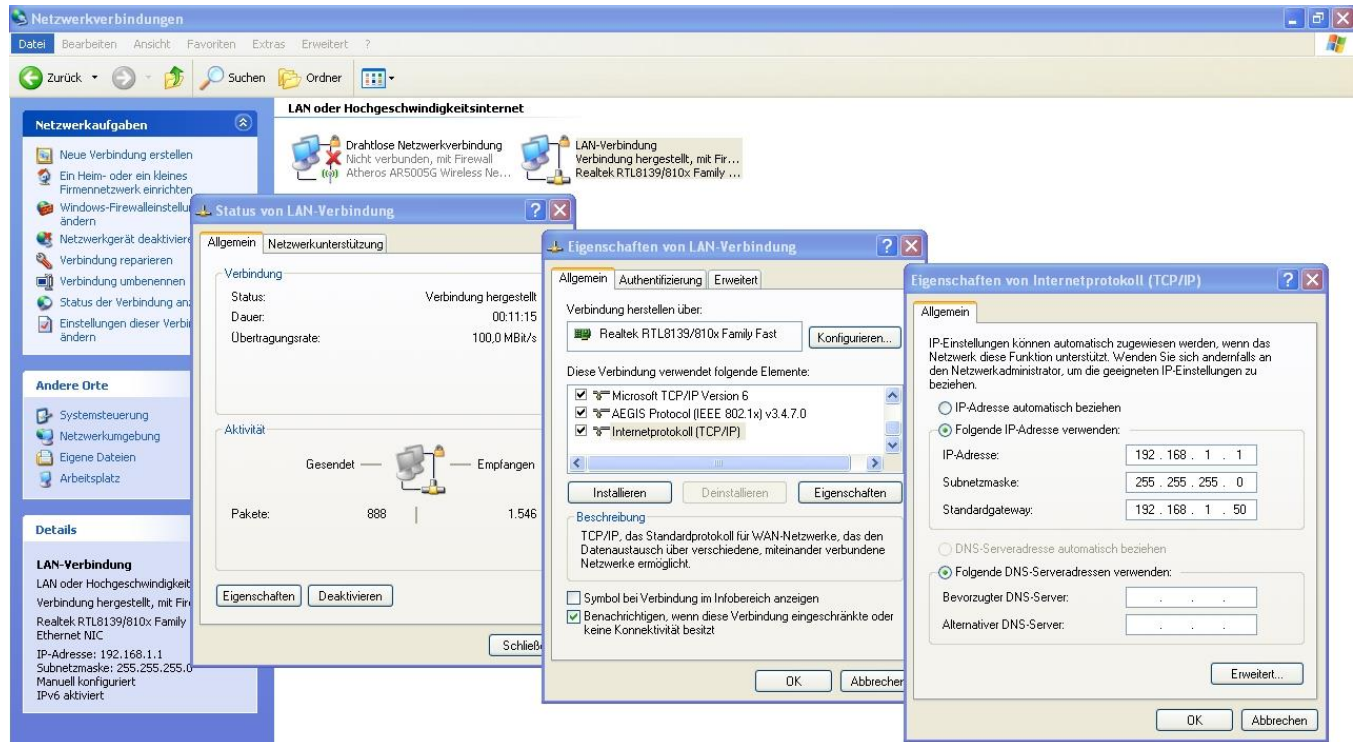 Netzwerkverbindungen
Datei Bearbeiten Ansicht Favoriten Extras Erweitert ?
Zurück Suchen Ordner
Netzwerkaufgaben
Neue Verbindung erstellen
Ein Heim- oder ein kleines
Firmennetzwerk einrichten
Windows-Firewalleinstellu
ändern
Netzwerkgerät deaktiviere
Verbindung reparieren
Verbindung umbenennen
Status der Verbindung an
Einstellungen dieser Verbi
ändern
Andere Orte
Systemsteuerung
Netzwerkumgebung
Eigene Dateien
Arbeitsplatz
Details
LAN-Verbindung
LAN oder Hochgeschwindigkeit
Verbindung hergestellt, mit Fir
Realtek RTL8139/810x Family
Ethernet NIC
IP-Adresse: 192.168.1.1
Subnetzmaske: 255.255.255.0
Manuell konfiguriert
IPv6 aktiviert
LAN oder Hochgeschwindigkeitsinternet
Drahtlose Netzwerkverbindung
Nicht verbunden, mit Firewall
Atheros AR5005G Wireless Ne...
LAN-Verbindung
Verbindung hergestellt, mit Fir...
Realtek RTL8139/810x Family ...
Status von LAN-Verbindung
Allgemein Netzwerkunterstützung
Verbindung
Status: Verbindung hergestellt
Dauer: 00:11:15
Übertragungsrate: 100,0 MBit/s
Aktivität
Gesendet — — Empfangen
Pakete: 888 | 1.546
Eigenschaften Deaktivieren
Schließ
Eigenschaften von LAN-Verbindung
Allgemein Authentifizierung Erweitert
Verbindung herstellen über:
Realtek RTL8139/810x Family Fast Konfigurieren...
Diese Verbindung verwendet folgende Elemente:
Microsoft TCP/IP Version 6
AEGIS Protocol (IEEE 802.1x) v3.4.7.0
Internetprotokoll (TCP/IP)
Installieren Deinstallieren Eigenschaften
Beschreibung
TCP/IP, das Standardprotokoll für WAN-Netzwerke, das den
Datenaustausch über verschiedene, miteinander verbundene
Netzwerke ermöglicht.
Symbol bei Verbindung im Infobereich anzeigen
Benachrichtigen, wenn diese Verbindung eingeschränkte oder
keine Konnektivität besitzt
OK Abbrechen
Eigenschaften von Internetprotokoll (TCP/IP)
Allgemein
IP-Einstellungen können automatisch zugewiesen werden, wenn das
Netzwerk diese Funktion unterstützt. Wenden Sie sich andernfalls an
den Netzwerkadministrator, um die geeigneten IP-Einstellungen zu
beziehen.
IP-Adresse automatisch beziehen
Folgende IP-Adresse verwenden:
IP-Adresse: 192 . 168 . 1 . 1
Subnetzmaske: 255 . 255 . 255 . 0
Standardgateway: 192 . 168 . 1 . 50
DNS-Serveradresse automatisch beziehen
Folgende DNS-Serveradressen verwenden:
Bevorzugter DNS-Server: . . .
Alternativer DNS-Server: . . .
Erweitert...
OK Abbrechen